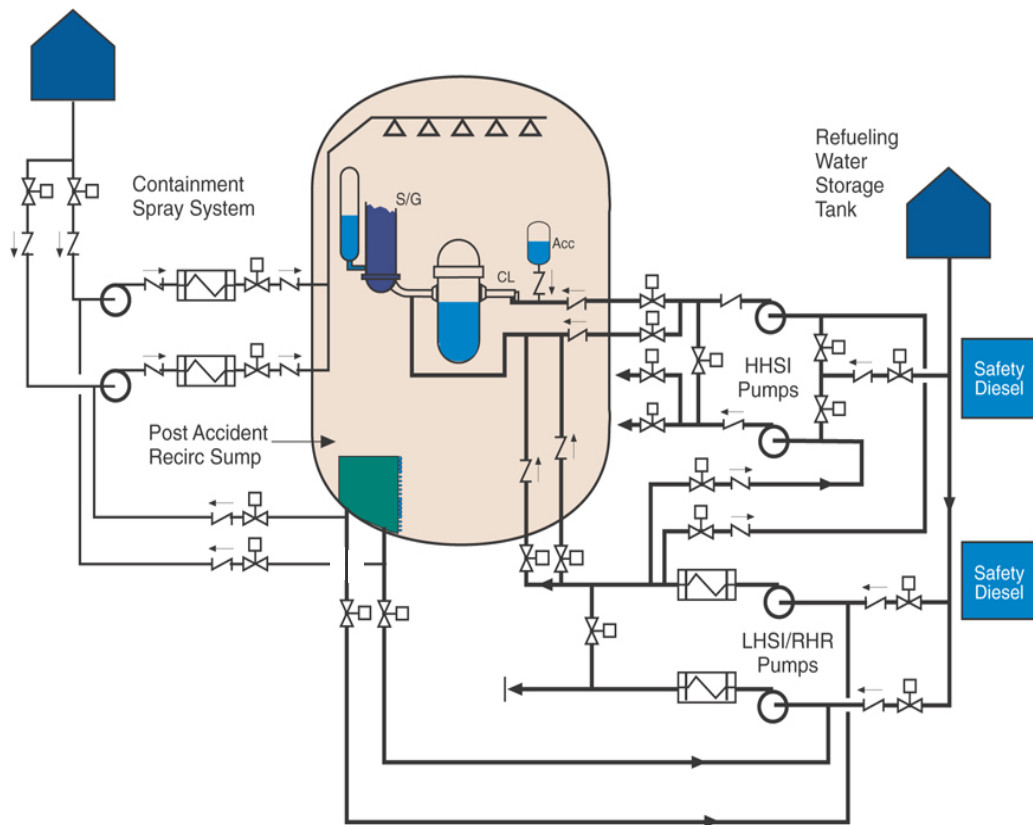 Refueling
Water
Storage
Tank
Containment
Spray System
S/G
Acc
CL
HHSI
Pumps
Safety
Diesel
Post Accident
Recirc Sump
Safety
Diesel
LHSI/RHR
Pumps